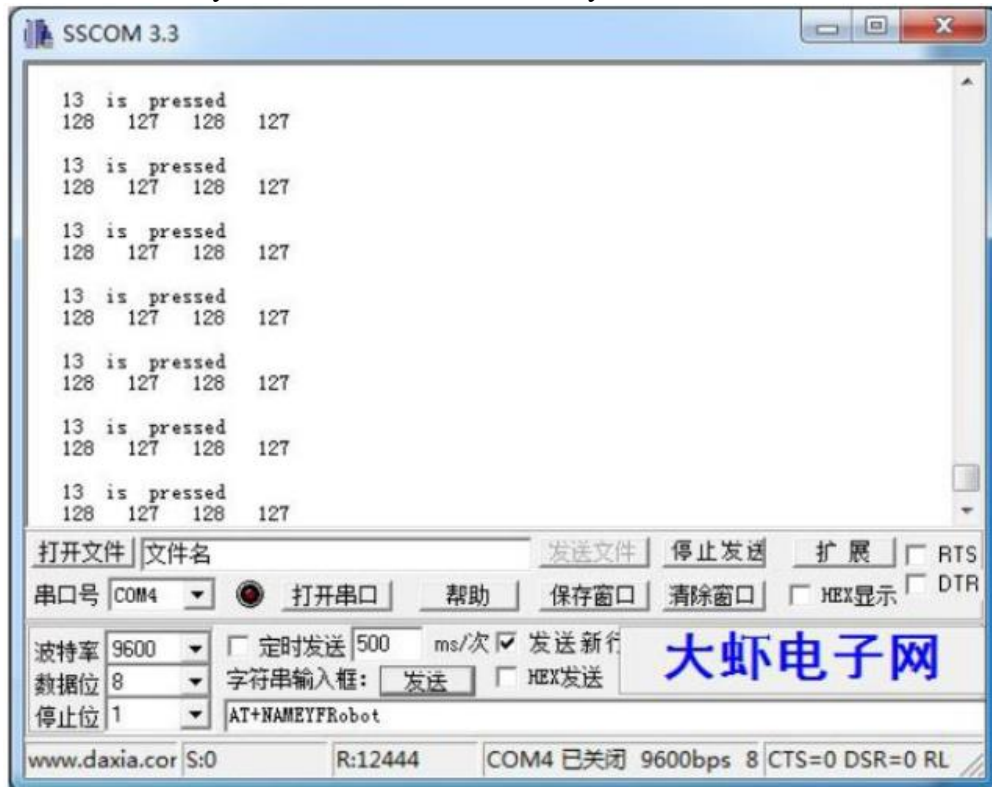 SSCOM 3.3
13 is pressed
128 127 128 127
13 is pressed
128 127 128 127
13 is pressed
128 127 128 127
13 is pressed
128 127 128 127
13 is pressed
128 127 128 127
13 is pressed
128 127 128 127
13 is pressed
128 127 128 127
打开文件 文件名 发送文件 停止发送 扩展 RTS
串口号 COM4 打开串口 帮助 保存窗口 清除窗口 HEX显示 DTR
波特率 9600 定时发送 500 ms/次 发送新行 大虾电子网
数据位 8 字符串输入框: 发送 HEX发送
停止位 1 AT+NAMEYFRobot
www.daxia.cor S:0 R:12444 COM4 已关闭 9600bps 8 CTS=0 DSR=0 RL